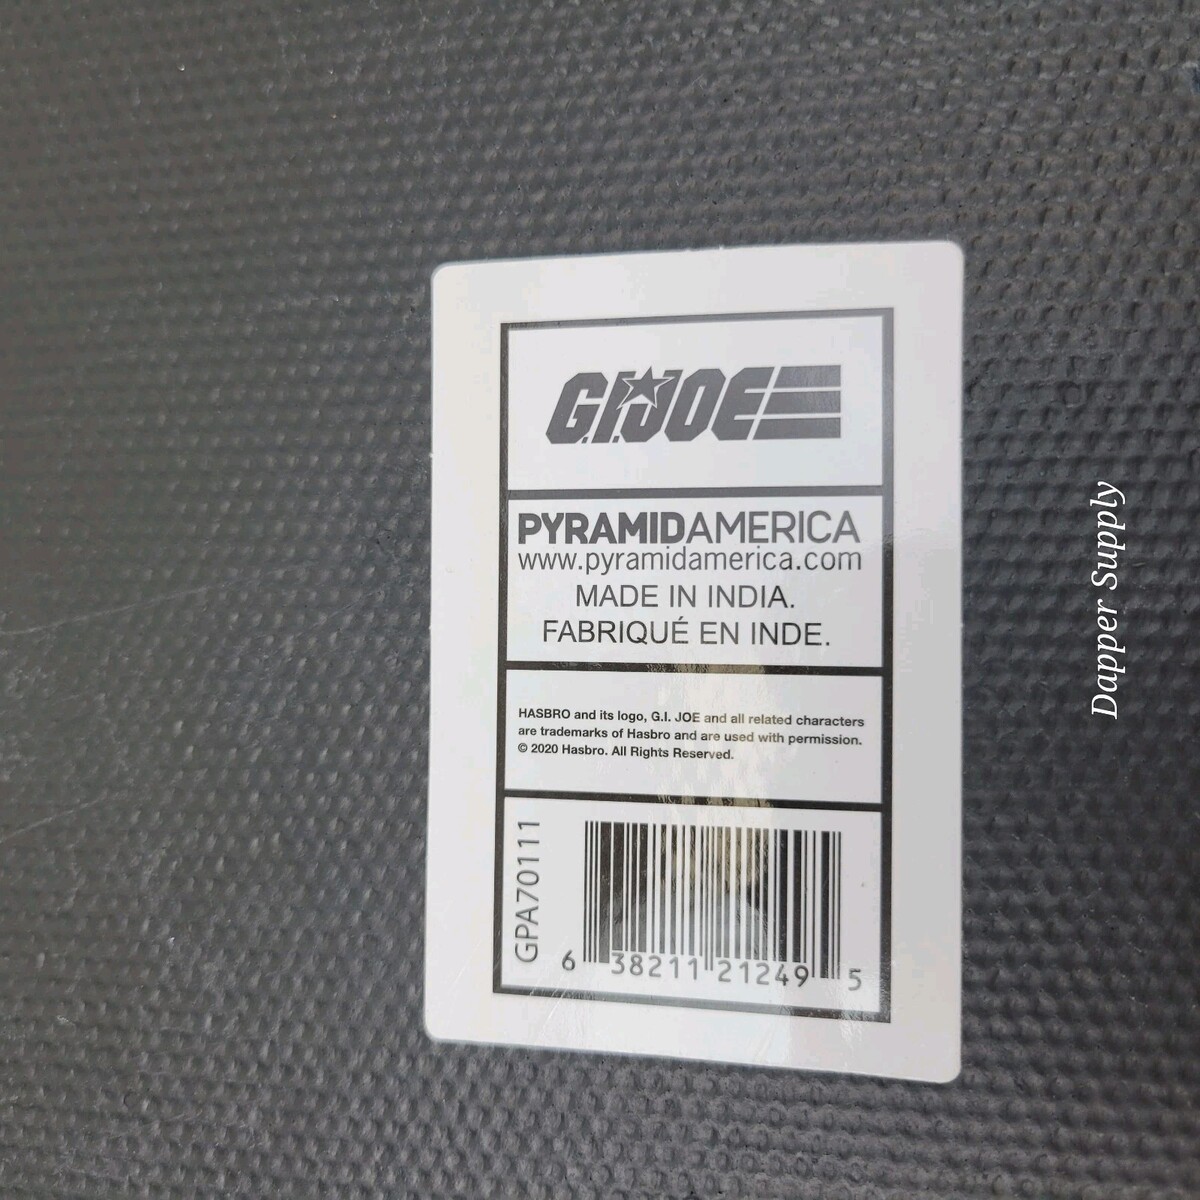 G.I.JOE
PYRAMIDAMERICA
www.pyramidamerica.com
MADE IN INDIA.
FABRIQUÉ EN INDE.
HASBRO and its logo, G.I. JOE and all related characters
are trademarks of Hasbro and are used with permission.
© 2020 Hasbro. All Rights Reserved.
GPA70111
6 38211 21249 5
Dapper Supply